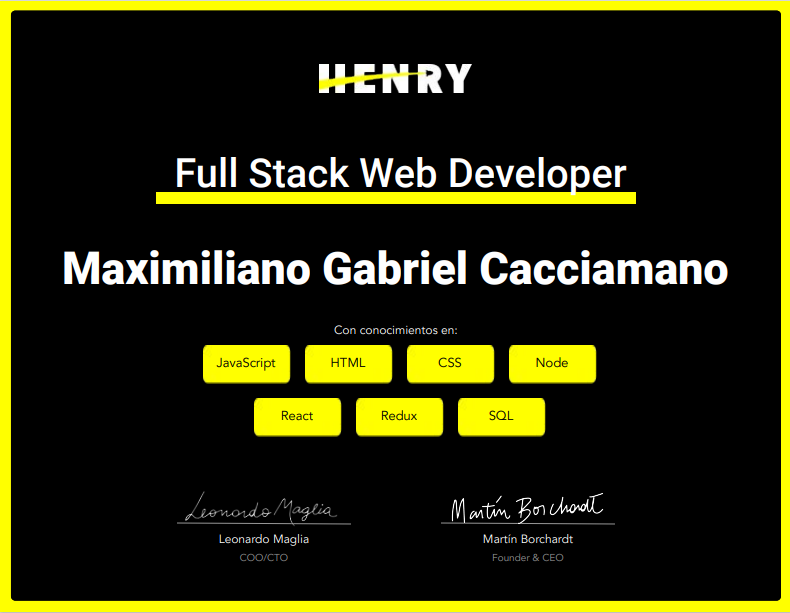 HENRY
Full Stack Web Developer
Maximiliano Gabriel Cacciamano
Con conocimientos en:
JavaScript HTML CSS Node
React Redux SQL
Leonardo Maglia Martín Borchardt
Leonardo Maglia Martín Borchardt
COO/CTO Founder & CEO